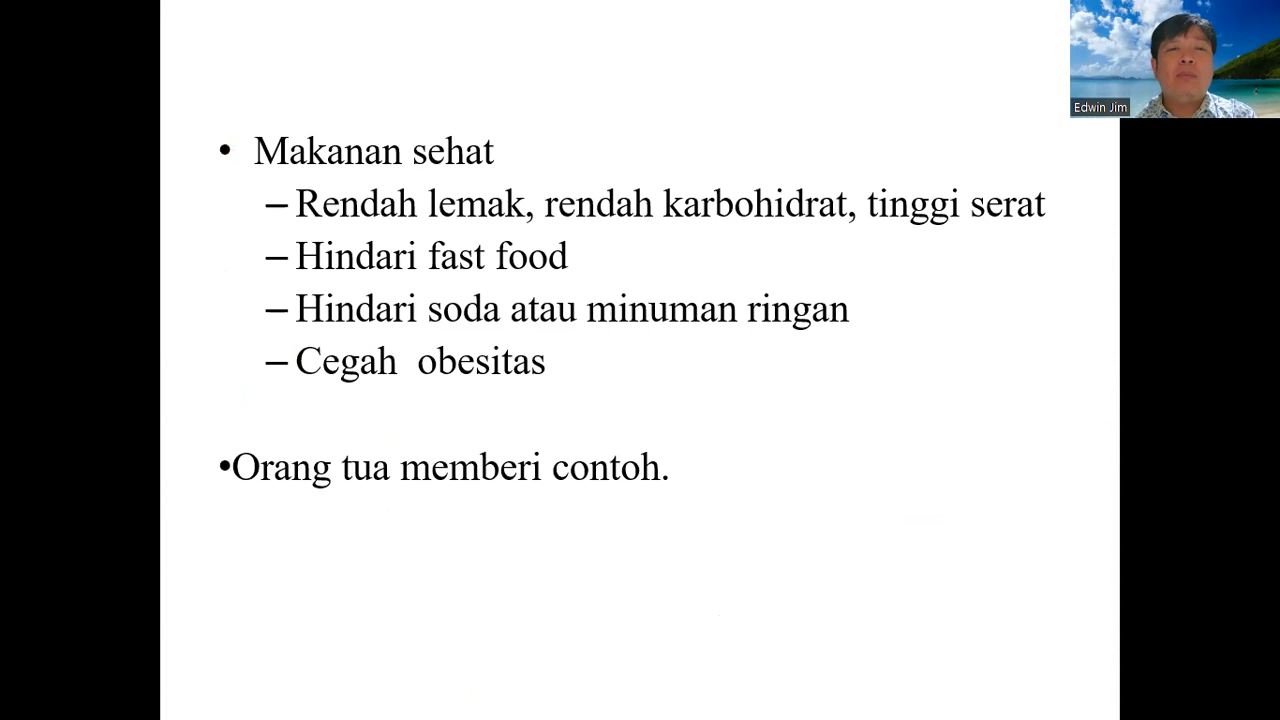 Edwin Jim
• Makanan sehat
– Rendah lemak, rendah karbohidrat, tinggi serat
– Hindari fast food
– Hindari soda atau minuman ringan
– Cegah  obesitas
•Orang tua memberi contoh.